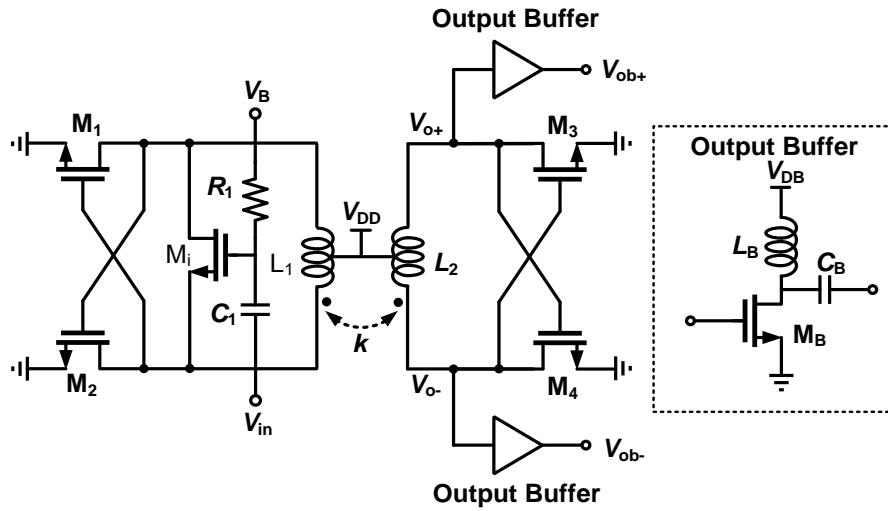 Output Buffer
V_ob+
V_B
M_1
V_o+
M_3
R_1
V_DD
M_i
L_1
L_2
C_1
k
M_2
V_in
V_o-
M_4
V_ob-
Output Buffer
Output Buffer
V_DB
L_B
C_B
M_B